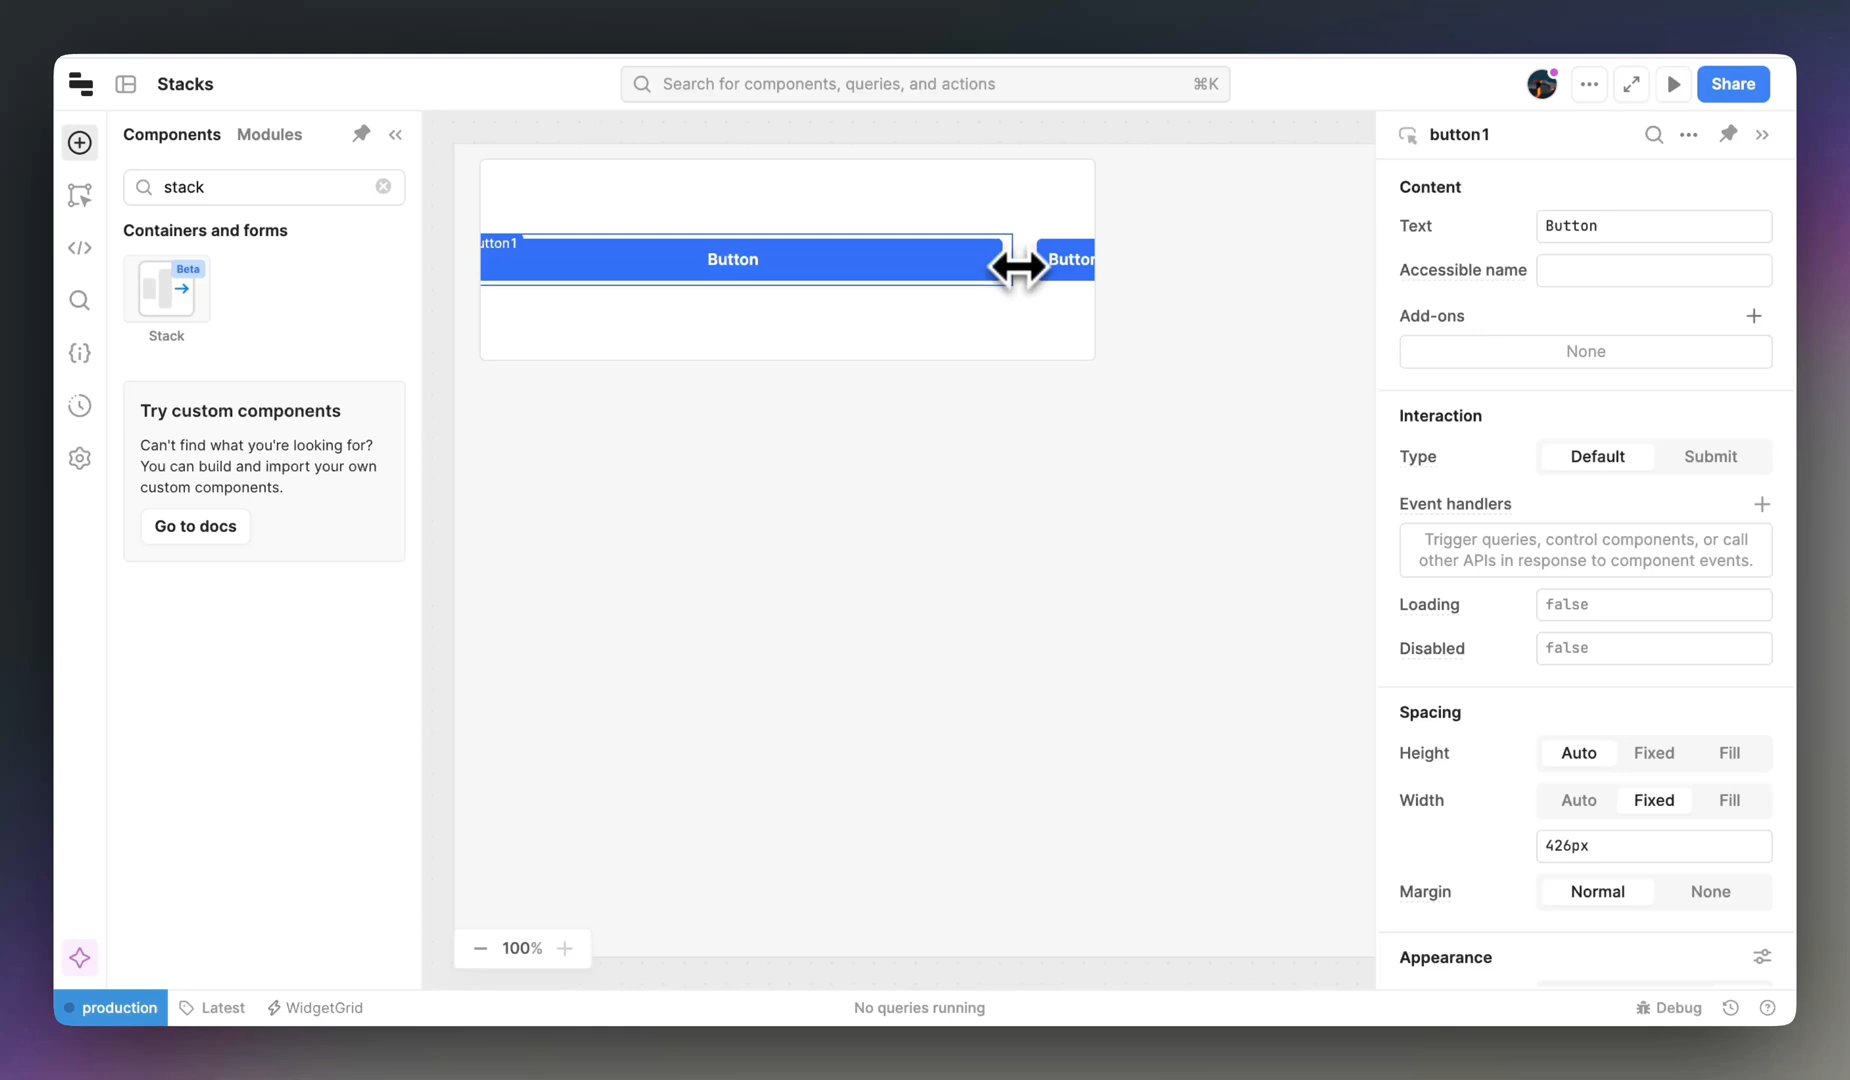 Stacks
Search for components, queries, and actions
⌘K
Share
Components
Modules
stack
Containers and forms
Beta
Stack
Try custom components
Can't find what you're looking for?
You can build and import your own
custom components.
Go to docs
utton1
Button
Button
100%
button1
Content
Text
Button
Accessible name
Add-ons
None
Interaction
Type
Default
Submit
Event handlers
Trigger queries, control components, or call
other APIs in response to component events.
Loading
false
Disabled
false
Spacing
Height
Auto
Fixed
Fill
Width
Auto
Fixed
Fill
426px
Margin
Normal
None
Appearance
production
Latest
WidgetGrid
No queries running
Debug